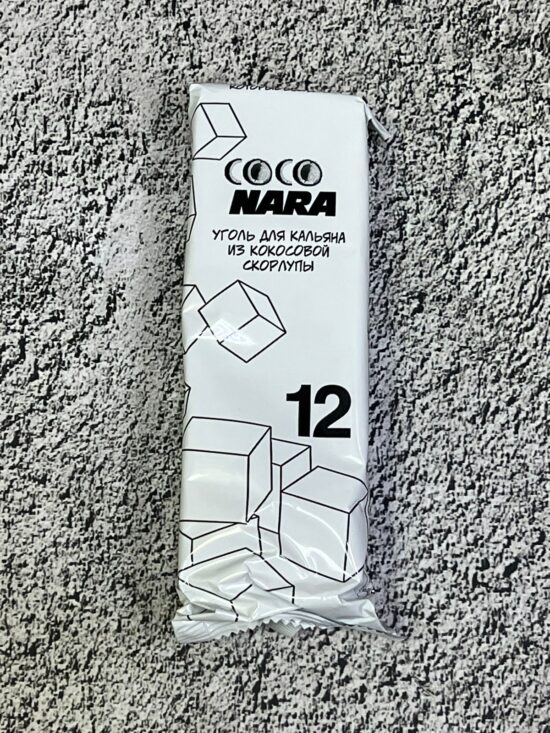 COCO
NARA
УГОЛЬ ДЛЯ КАЛЬЯНА
ИЗ КОКОСОВОЙ
СКОРЛУПЫ
12